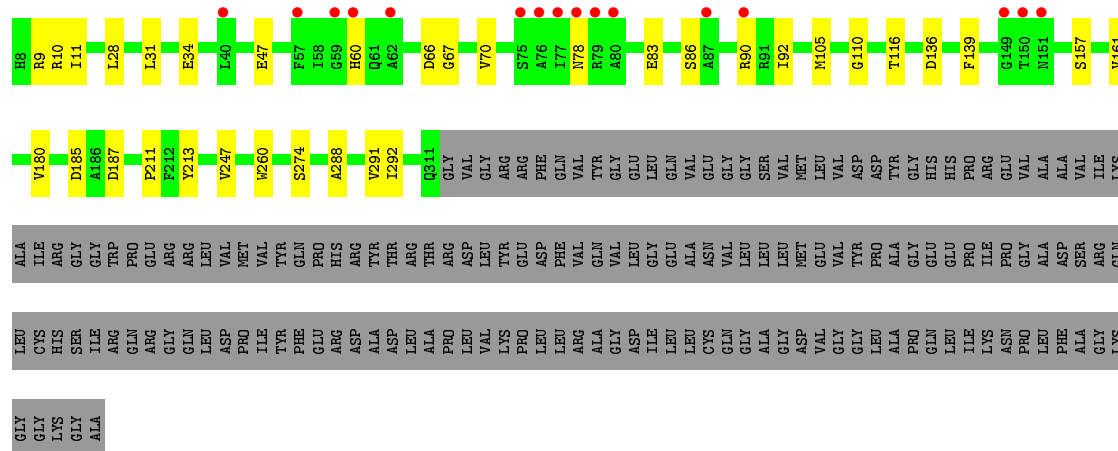 H8 R9 R10 I11 L28 L31 E34 L40 E47 F57 I58 G59 H60 Q61 A62 D66 G67 V70 S75 A76 I77 N78 R79 A80 E83 S86 A87 R90 R91 I92 M105 G110 T116 D136 F139 G149 T150 N151 S157 V161
V180 D185 A186 D187 P211 F212 Y213 V247 W260 S274 A288 V291 I292 Q311 GLY VAL GLY ARG ARG PHE GLN VAL TYR GLY GLU LEU GLN VAL GLU GLY GLY SER VAL MET LEU VAL ASP ASP TYR GLY HIS HIS PRO ARG GLU VAL ALA ALA VAL ILE LYS
ALA ILE ARG GLY GLY TRP PRO GLU ARG ARG LEU VAL MET VAL TYR GLN PRO HIS ARG TYR THR ARG THR ARG ASP LEU TYR GLU ASP PHE VAL GLN VAL LEU GLY GLU ALA ASN VAL LEU LEU LEU MET GLU VAL TYR PRO ALA GLY GLU GLU PRO ILE PRO GLY ALA ASP SER ARG GLN
LEU CYS HIS SER ILE ARG GLN ARG GLY GLN LEU ASP PRO ILE TYR PHE GLU ARG ASP ALA ASP LEU ALA PRO LEU VAL LYS PRO LEU LEU ARG ALA GLY ASP ILE LEU LEU CYS GLN GLY ALA GLY ASP VAL GLY GLY LEU ALA PRO GLN LEU ILE LYS ASN PRO LEU PHE ALA GLY LYS
GLY GLY LYS GLY ALA